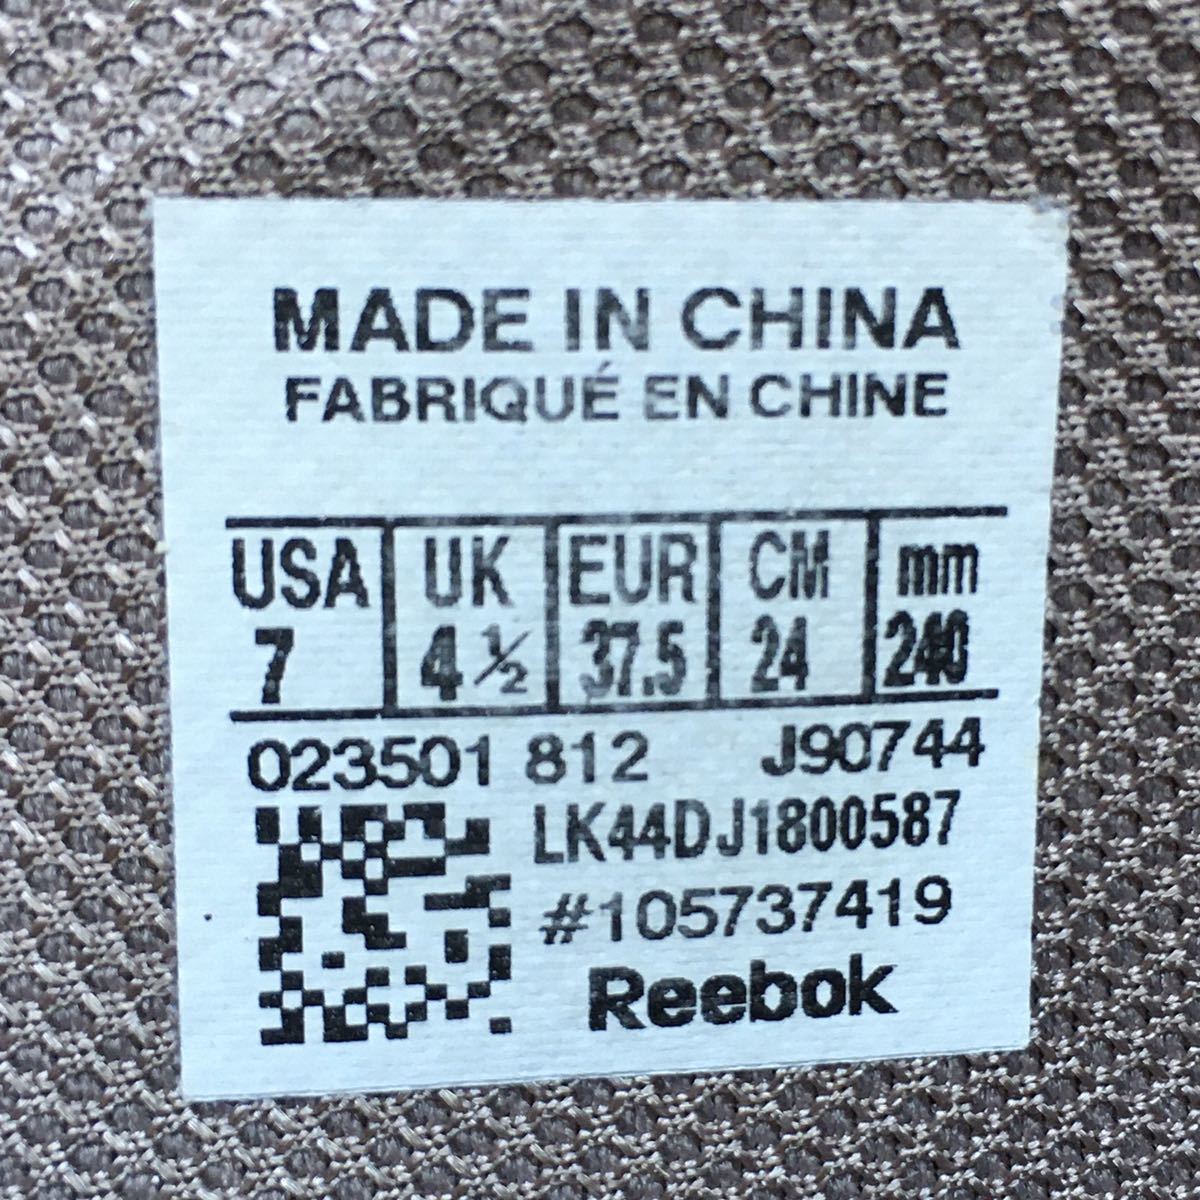 MADE IN CHINA
FABRIQUÉ EN CHINE
USA UK EUR CM mm
7 4 ½ 37.5 24 240
023501 812 J90744
LK44DJ1800587
#105737419
Reebok